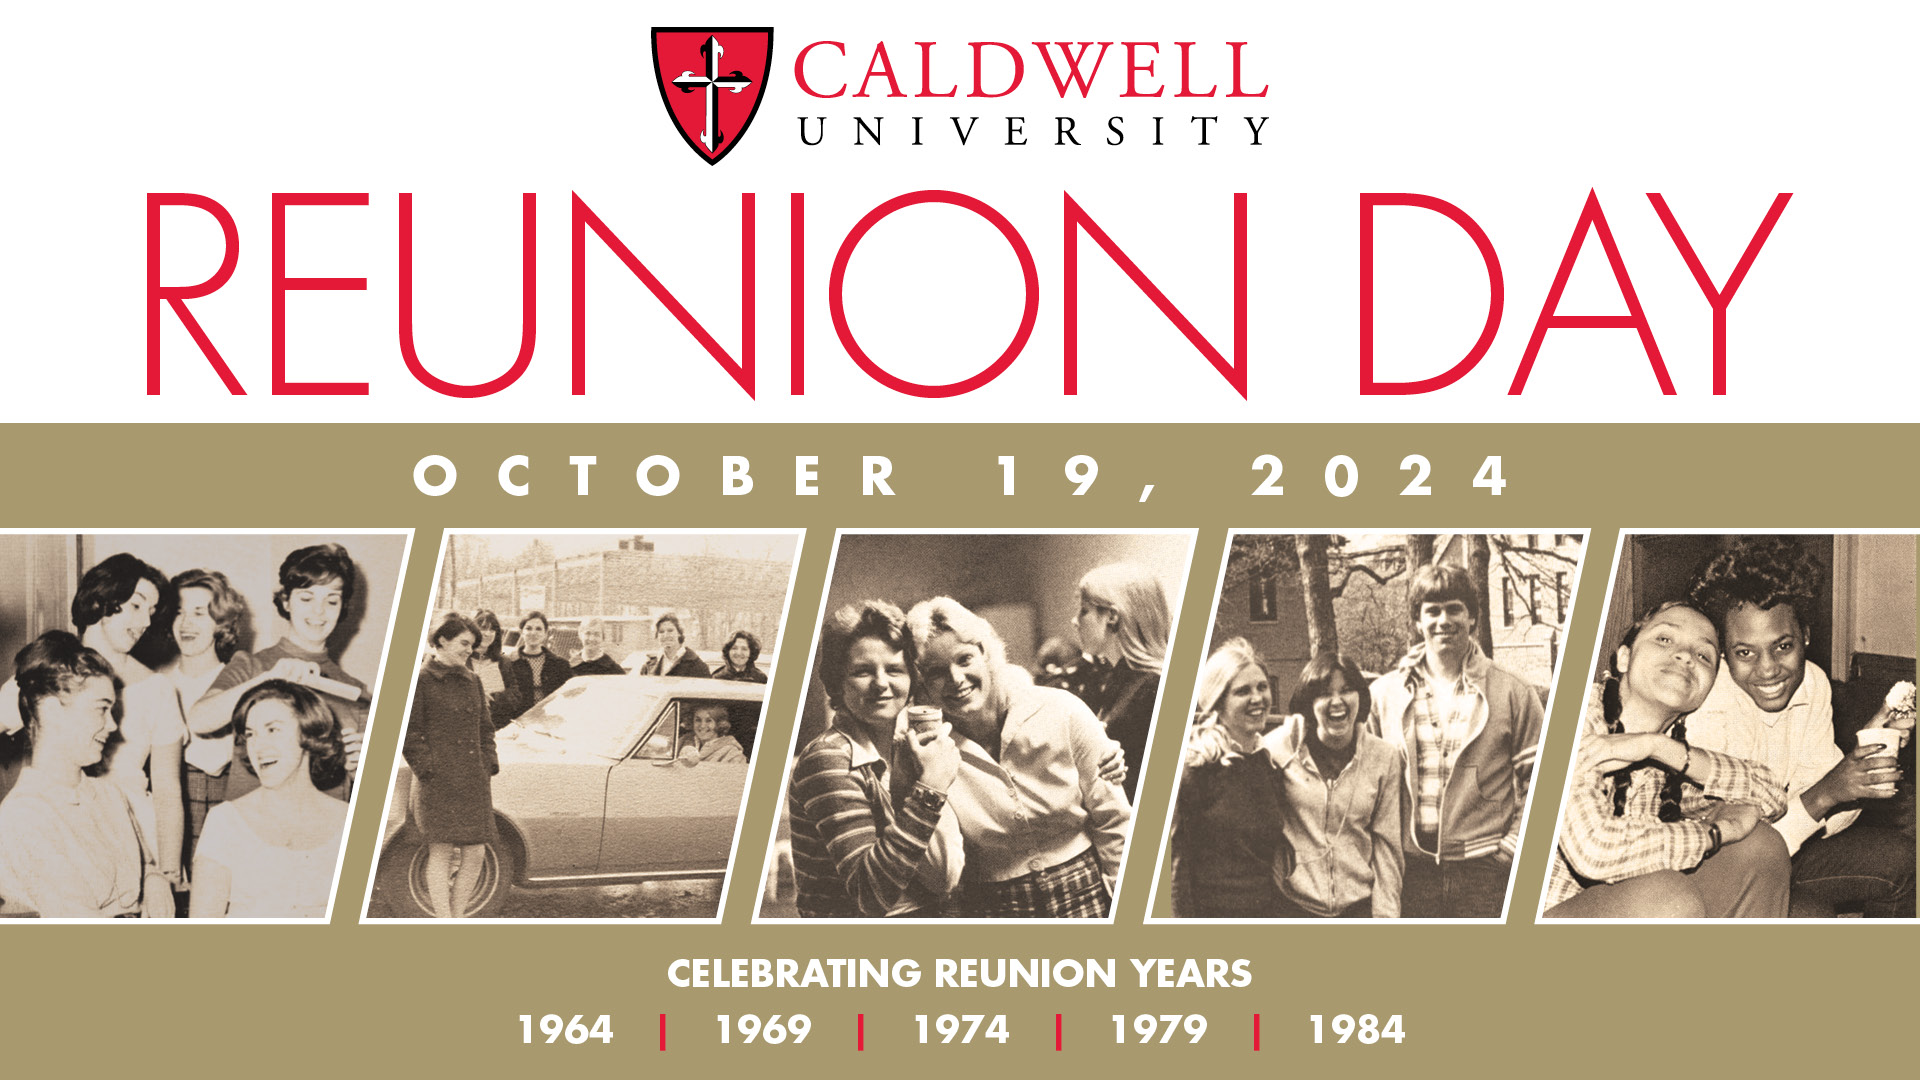 CALDWELL
UNIVERSITY
REUNION DAY
OCTOBER 19, 2024
CELEBRATING REUNION YEARS
1964 | 1969 | 1974 | 1979 | 1984